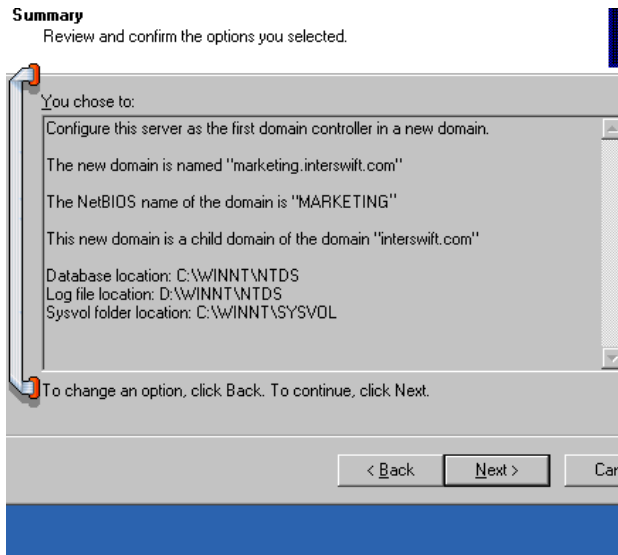 Summary
Review and confirm the options you selected.
You chose to:
Configure this server as the first domain controller in a new domain.
The new domain is named "marketing.interswift.com"
The NetBIOS name of the domain is "MARKETING"
This new domain is a child domain of the domain "interswift.com"
Database location: C:\WINNT\NTDS
Log file location: D:\WINNT\NTDS
Sysvol folder location: C:\WINNT\SYSVOL
To change an option, click Back. To continue, click Next.
< Back Next > Can